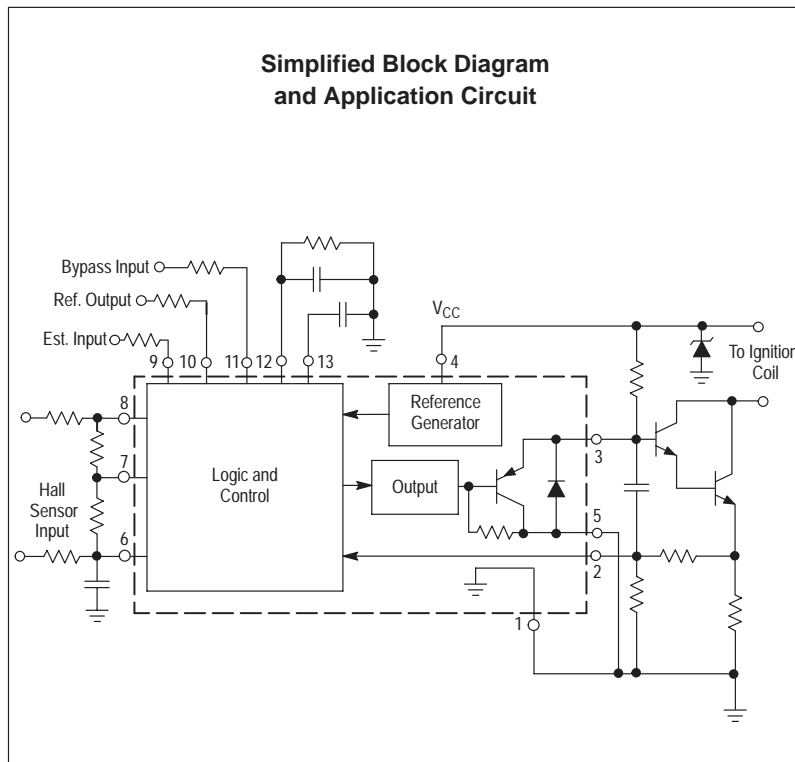 Simplified Block Diagram
and Application Circuit
Bypass Input
Ref. Output
Est. Input
9
10
11
12
13
VCC
4
To Ignition
Coil
8
7
6
Hall
Sensor
Input
Logic and
Control
Reference
Generator
Output
3
5
2
1